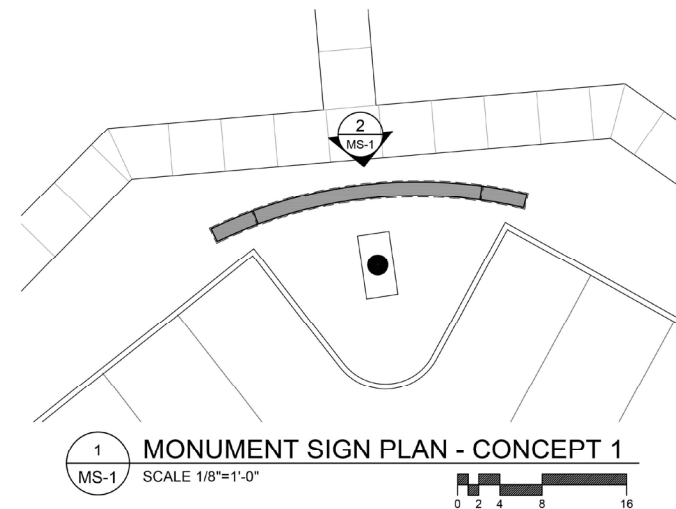 2
MS-1
1
MS-1
MONUMENT SIGN PLAN - CONCEPT 1
SCALE 1/8"=1'-0"
0 2 4 8 16